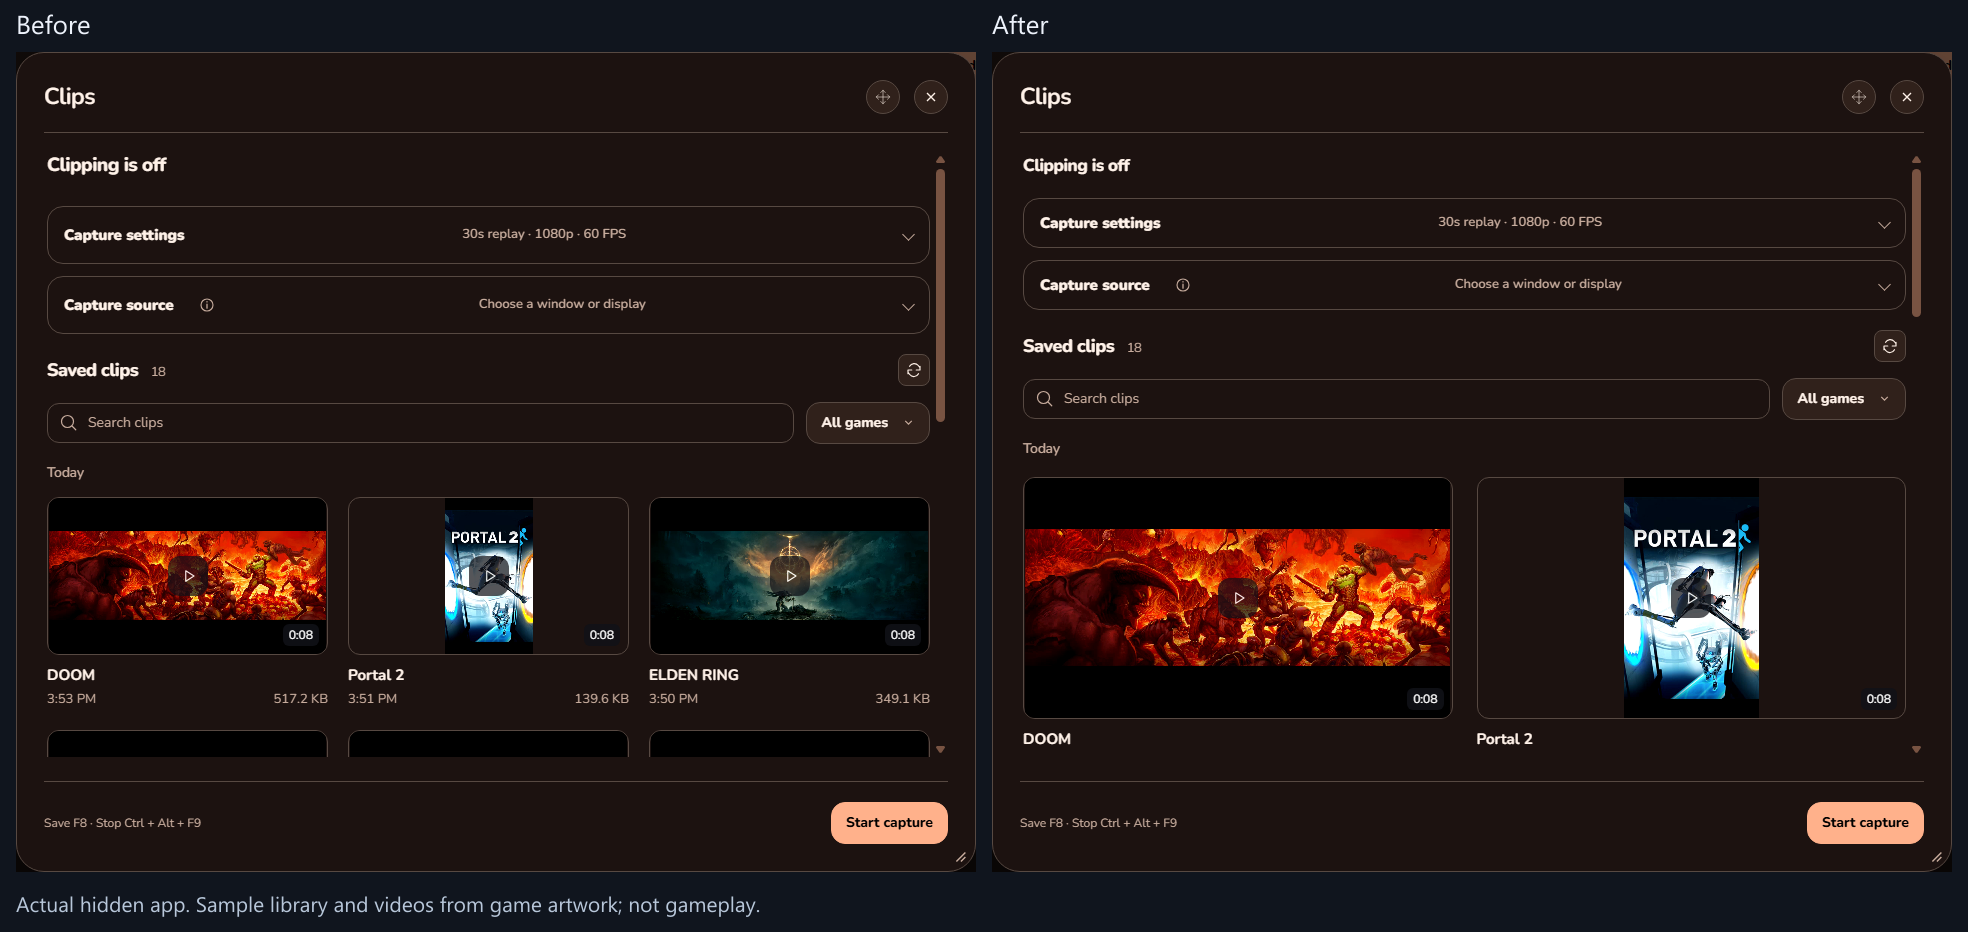 Before
Clips
Clipping is off
Capture settings
30s replay · 1080p · 60 FPS
Capture source
Choose a window or display
Saved clips 18
Search clips
All games
Today
PORTAL 2
0:08
0:08
0:08
DOOM
Portal 2
ELDEN RING
3:53 PM
517.2 KB
3:51 PM
139.6 KB
3:50 PM
349.1 KB
Save F8 · Stop Ctrl + Alt + F9
Start capture
After
Clips
Clipping is off
Capture settings
30s replay · 1080p · 60 FPS
Capture source
Choose a window or display
Saved clips 18
Search clips
All games
Today
PORTAL 2
0:08
0:08
DOOM
Portal 2
Save F8 · Stop Ctrl + Alt + F9
Start capture
Actual hidden app. Sample library and videos from game artwork; not gameplay.